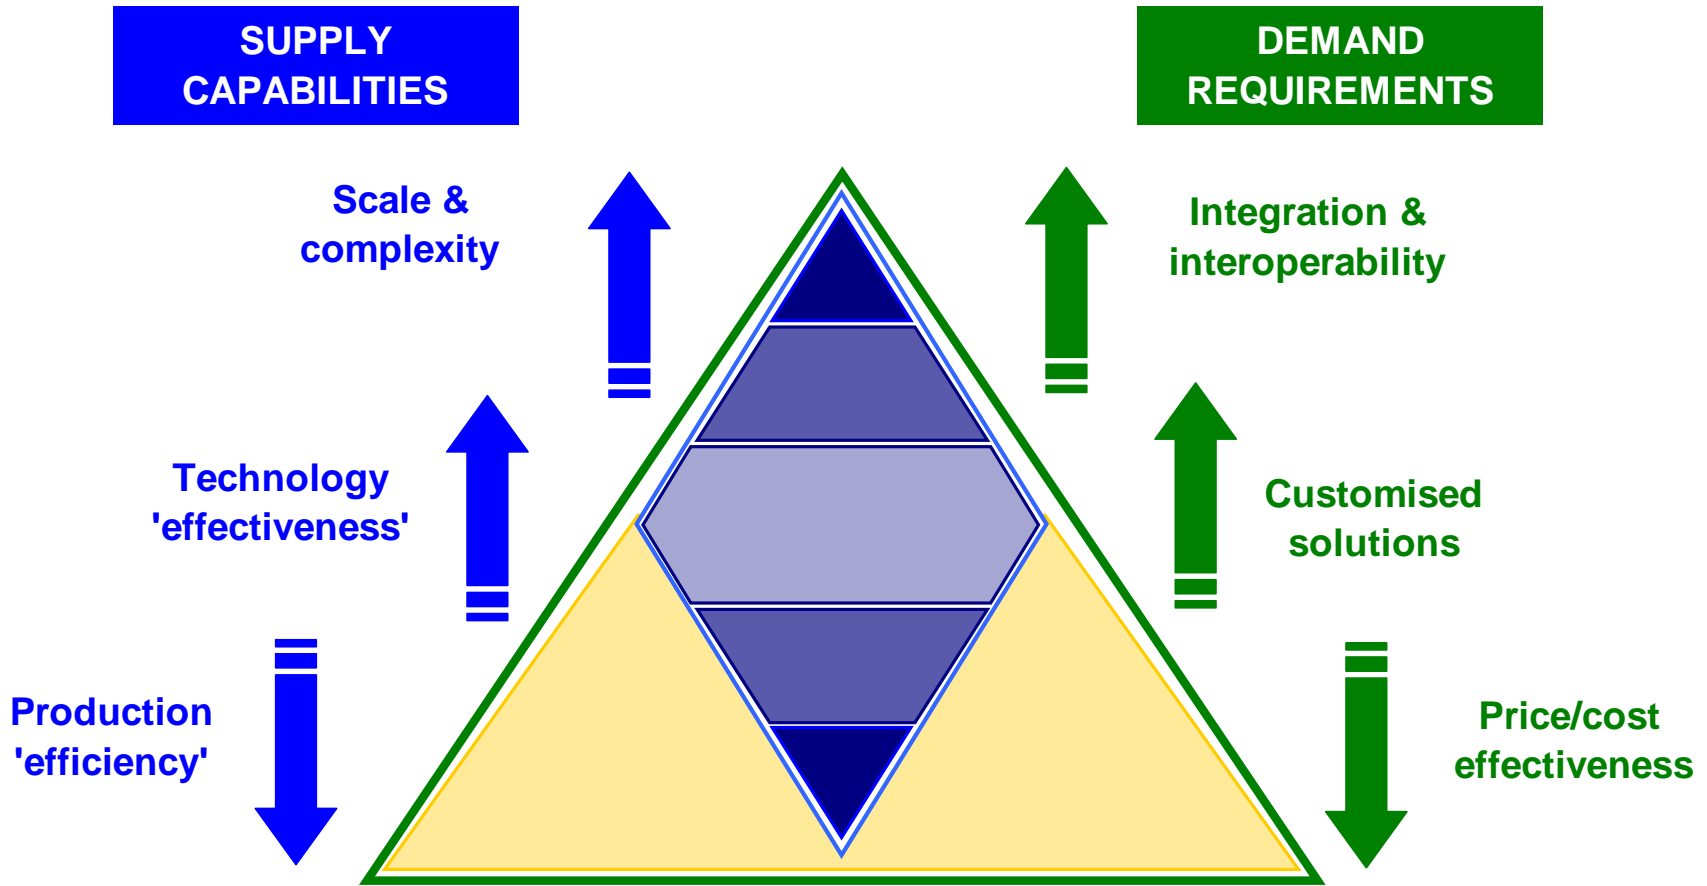 SUPPLY
CAPABILITIES
DEMAND
REQUIREMENTS
Scale &
complexity
Integration &
interoperability
Technology
'effectiveness'
Customised
solutions
Production
'efficiency'
Price/cost
effectiveness